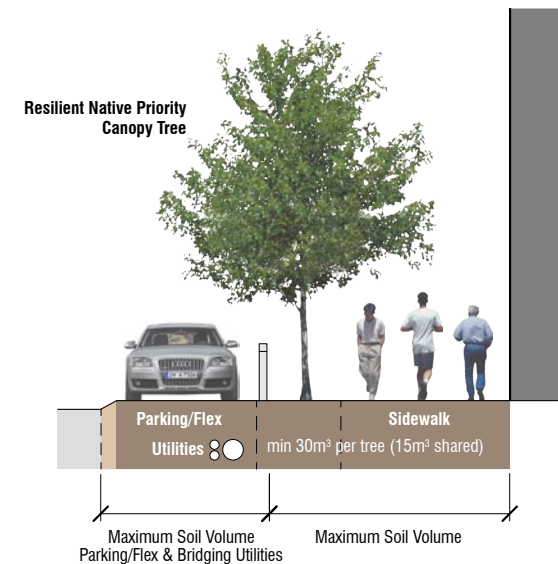 Resilient Native Priority
Canopy Tree
Parking/Flex
Sidewalk
Utilities
min 30m³ per tree (15m³ shared)
Maximum Soil Volume
Parking/Flex & Bridging Utilities
Maximum Soil Volume